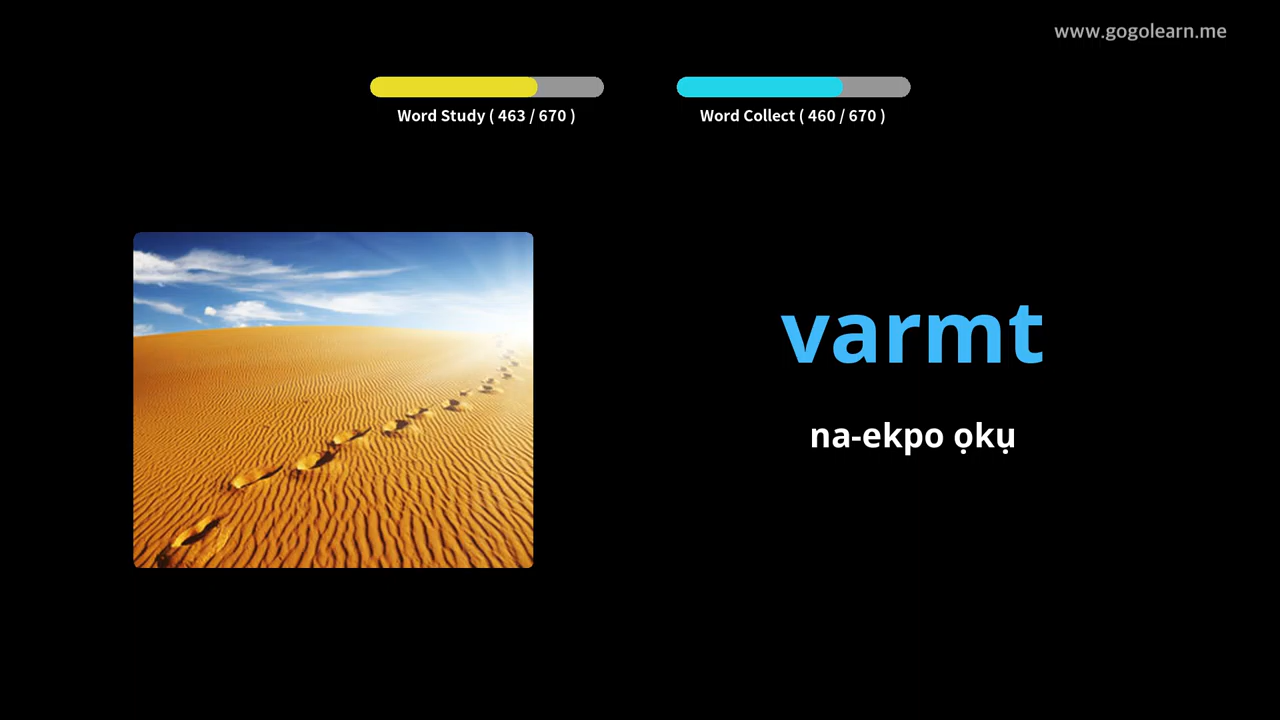 www.gogolearn.me
Word Study ( 463 / 670 )
Word Collect ( 460 / 670 )
varmt
na-ekpo ọkụ